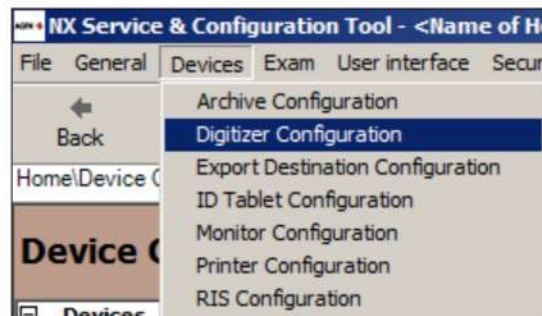 NX Service & Configuration Tool - <Name of H
File General Devices Exam User interface Secur
Archive Configuration
Back
Digitizer Configuration
Export Destination Configuration
Home\Device C
ID Tablet Configuration
Monitor Configuration
Device C
Printer Configuration
RIS Configuration
Devices